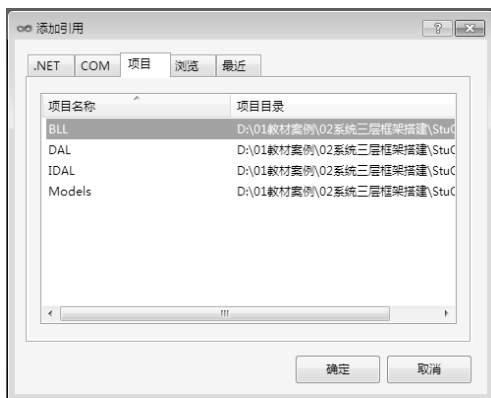 添加引用
.NET COM 项目 浏览 最近
项目名称 项目目录
BLL D:\01教材案例\02系统三层框架搭建\StuC
DAL D:\01教材案例\02系统三层框架搭建\StuC
IDAL D:\01教材案例\02系统三层框架搭建\StuC
Models D:\01教材案例\02系统三层框架搭建\StuC
确定 取消